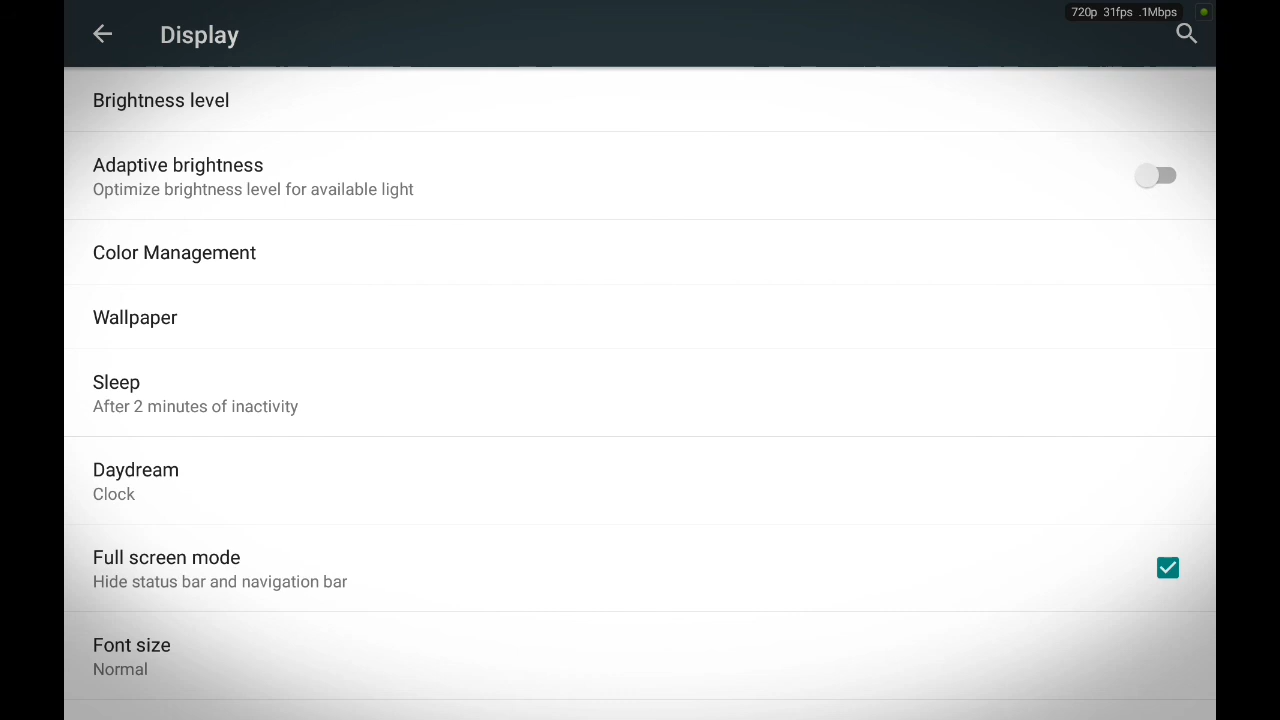 720p 31fps .1Mbps
Display
Brightness level
Adaptive brightness
Optimize brightness level for available light
Color Management
Wallpaper
Sleep
After 2 minutes of inactivity
Daydream
Clock
Full screen mode
Hide status bar and navigation bar
Font size
Normal